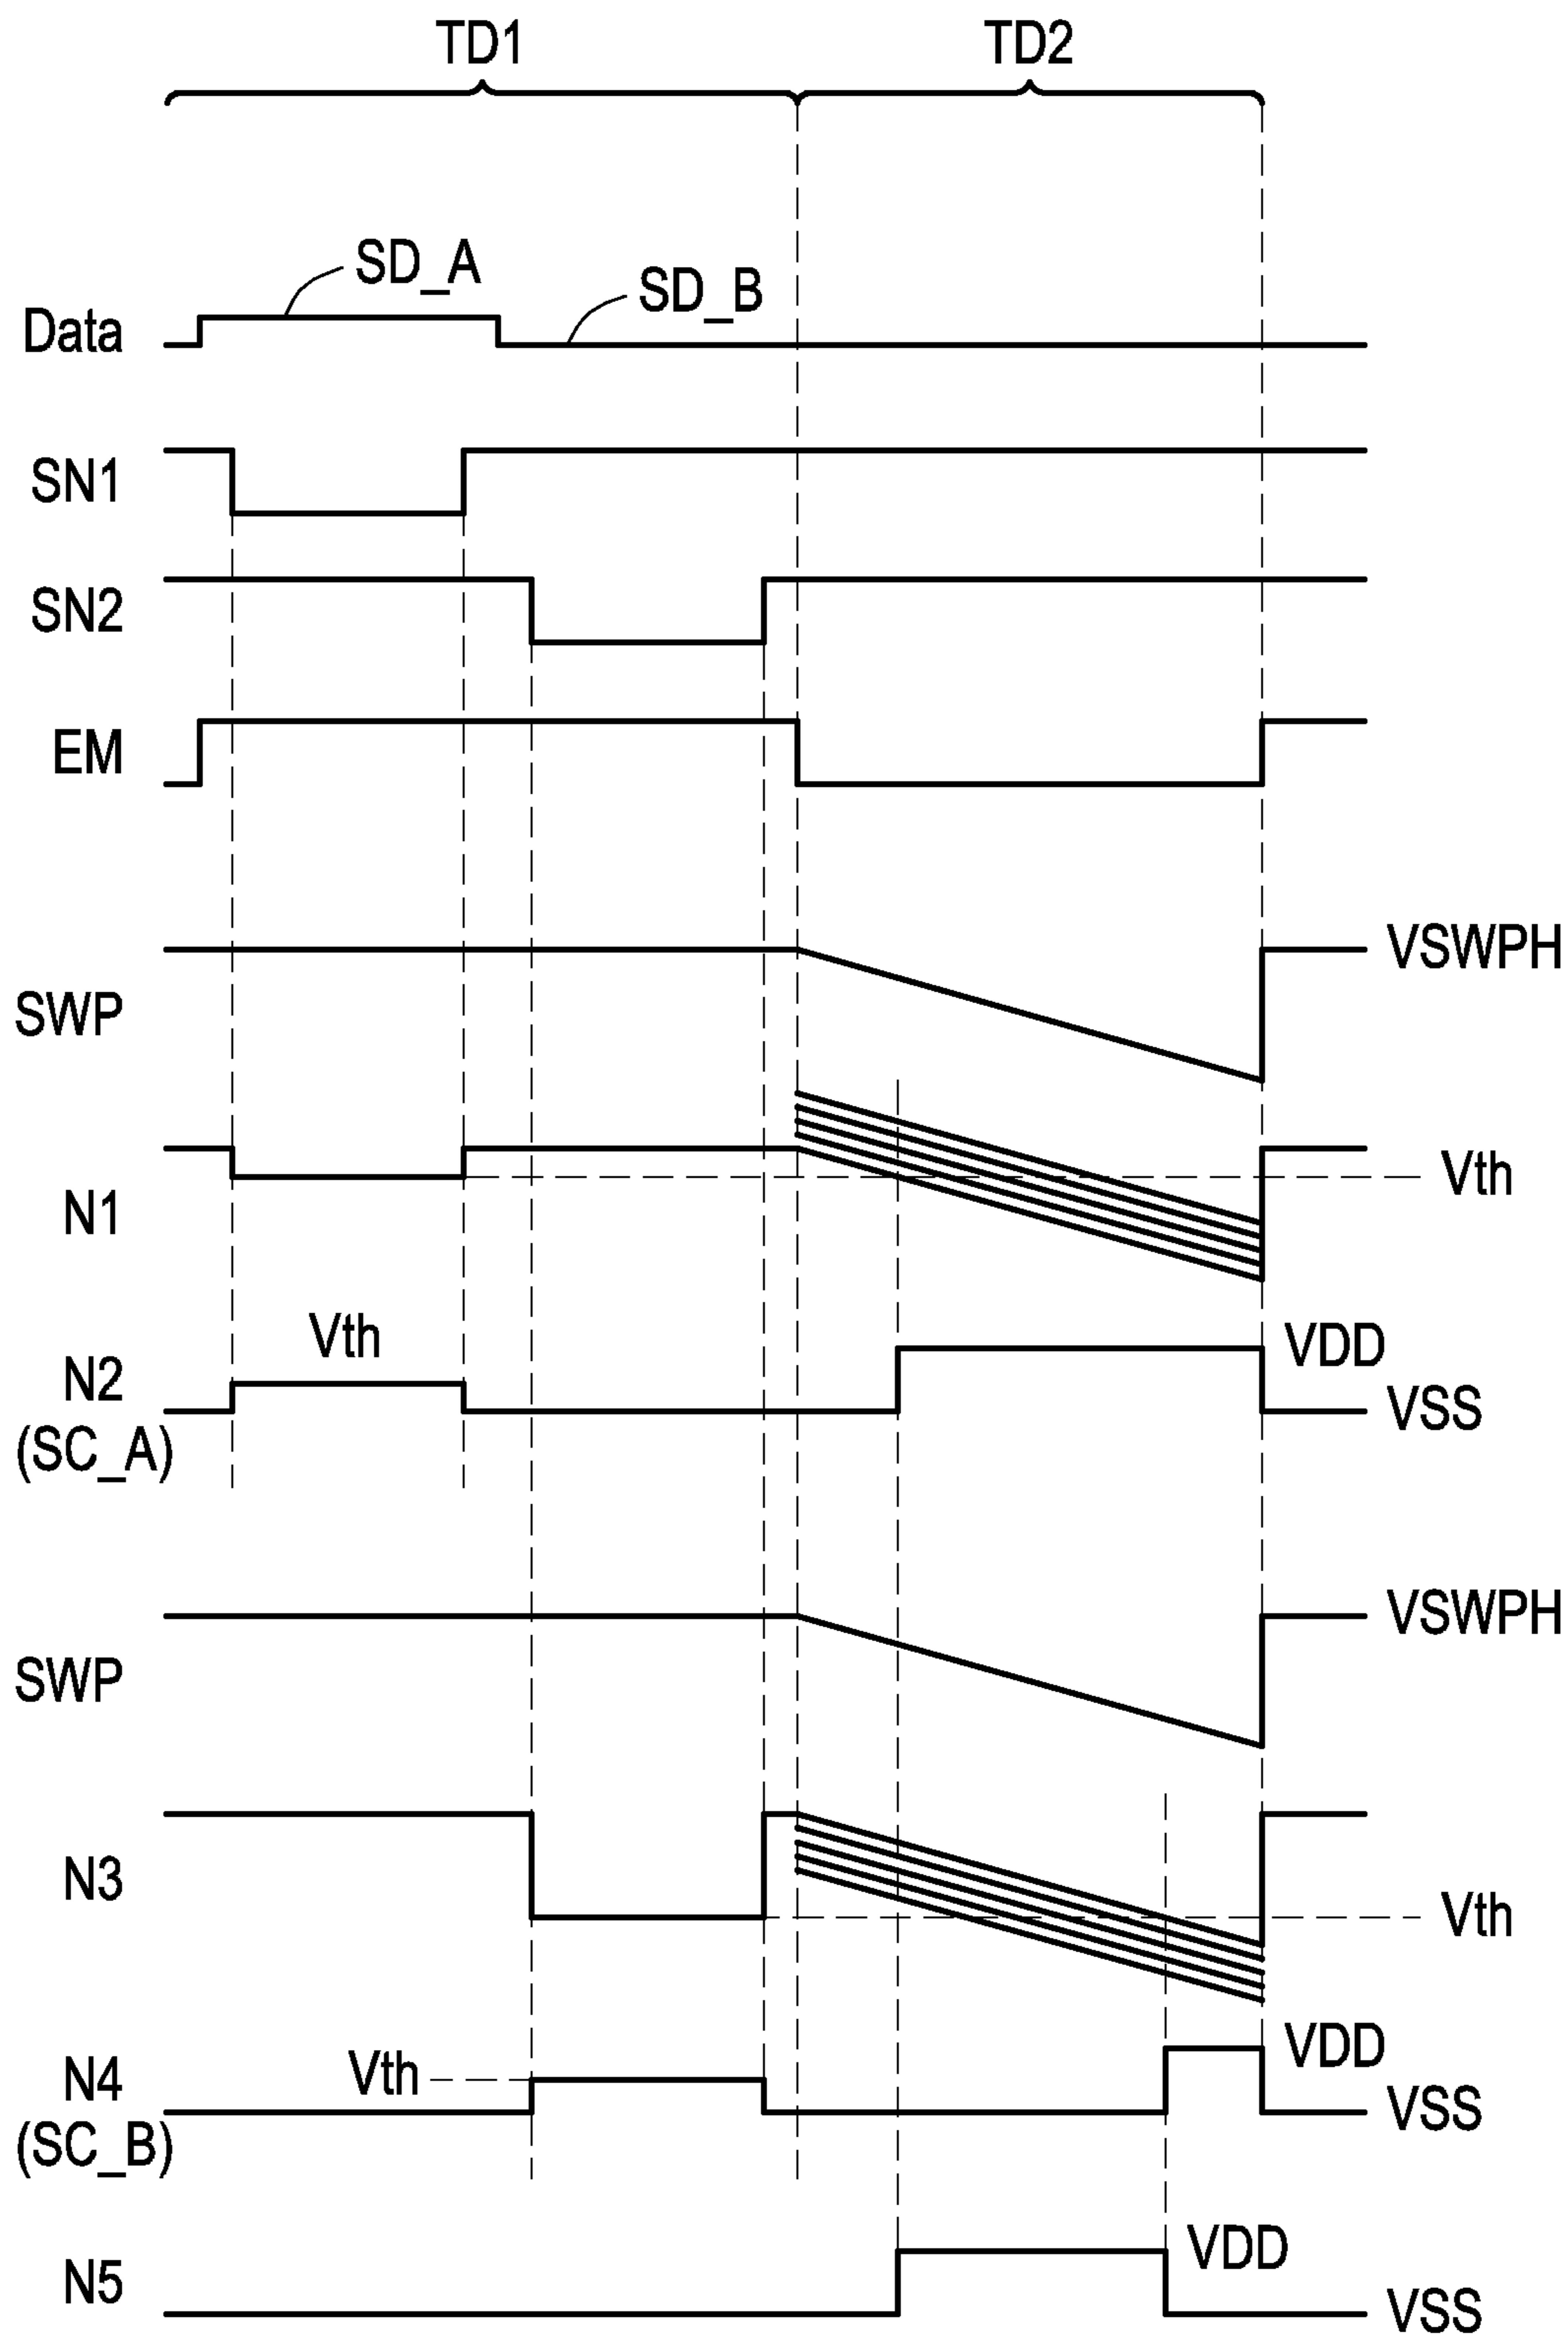 TD1 TD2
SD_A
SD_B
Data
SN1
SN2
EM
VSWPH
SWP
Vth
N1
Vth
VDD
N2
VSS
(SC_A)
VSWPH
SWP
N3
Vth
VDD
Vth
N4
VSS
(SC_B)
VDD
N5
VSS